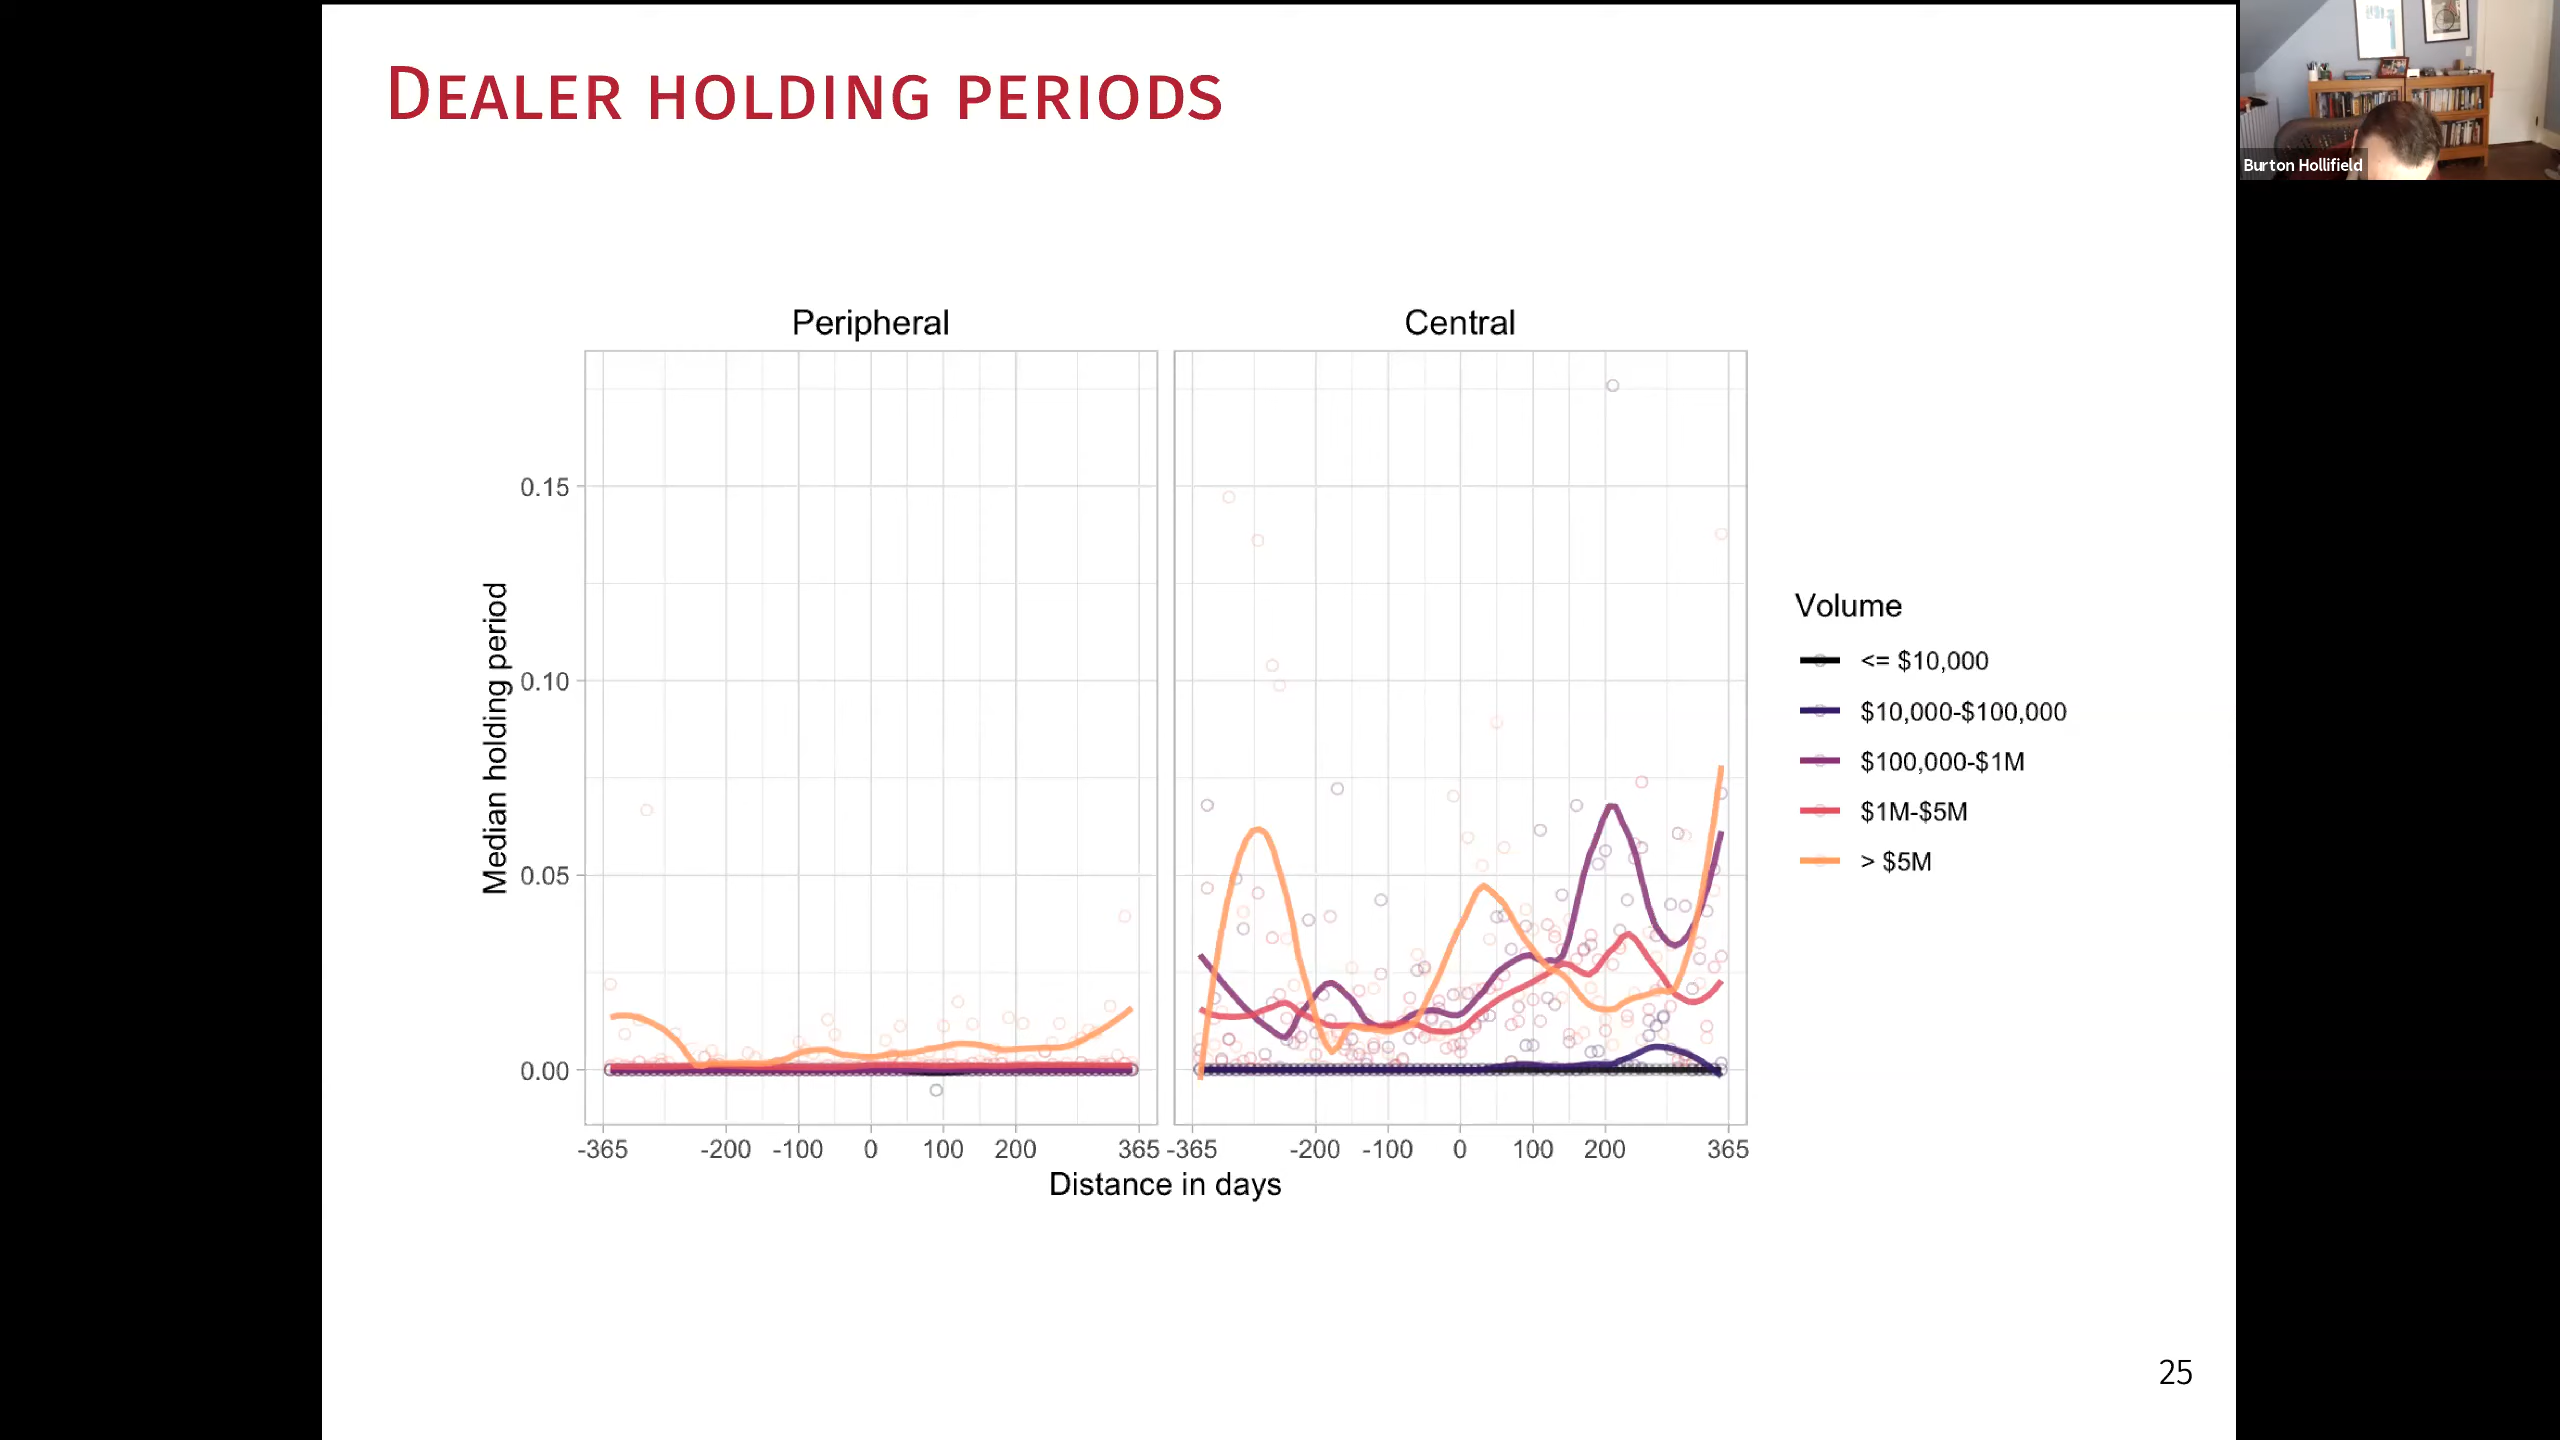 DEALER HOLDING PERIODS
Burton Hollifield
Peripheral
Central
Median holding period
0.15
0.10
0.05
0.00
-365 -200 -100 0 100 200 365
-365 -200 -100 0 100 200 365
Distance in days
Volume
<= $10,000
$10,000-$100,000
$100,000-$1M
$1M-$5M
> $5M
25